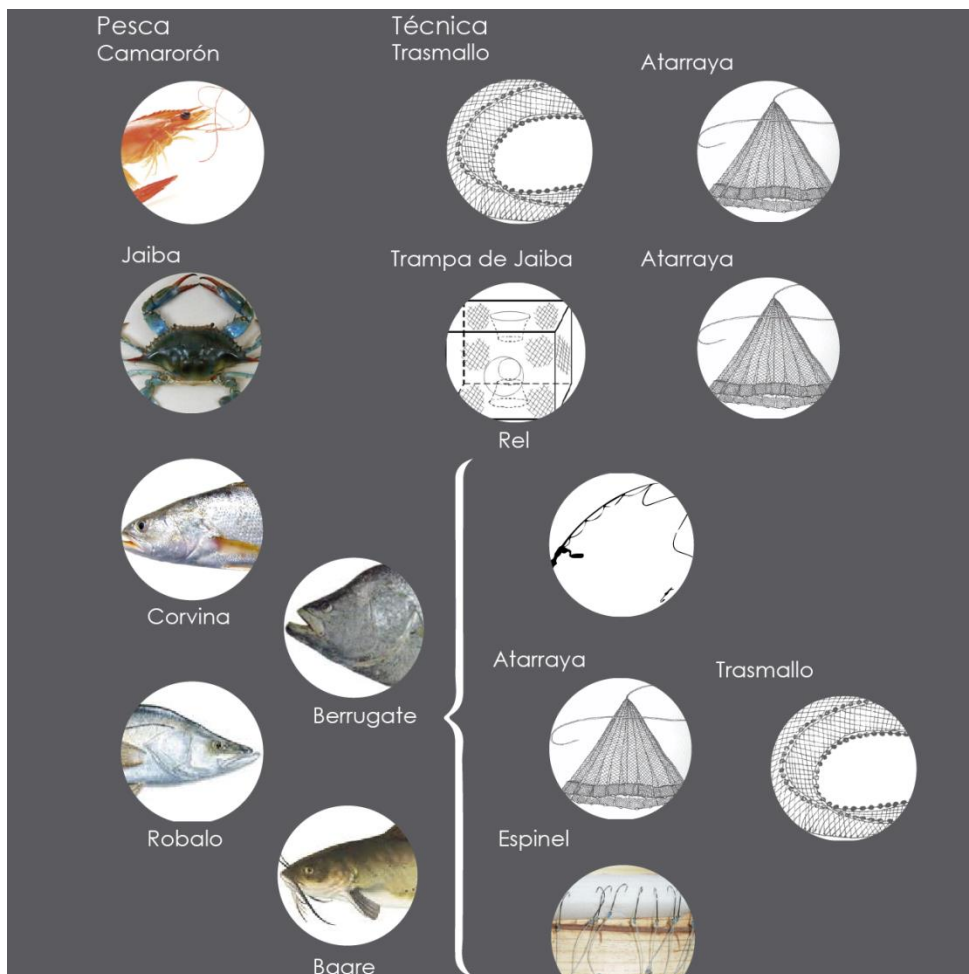 Pesca
Técnica
Camarorón
Trasmallo
Atarraya
Jaiba
Trampa de Jaiba
Atarraya
Rel
Corvina
Berrugate
Atarraya
Trasmallo
Robalo
Espinel
Bagre